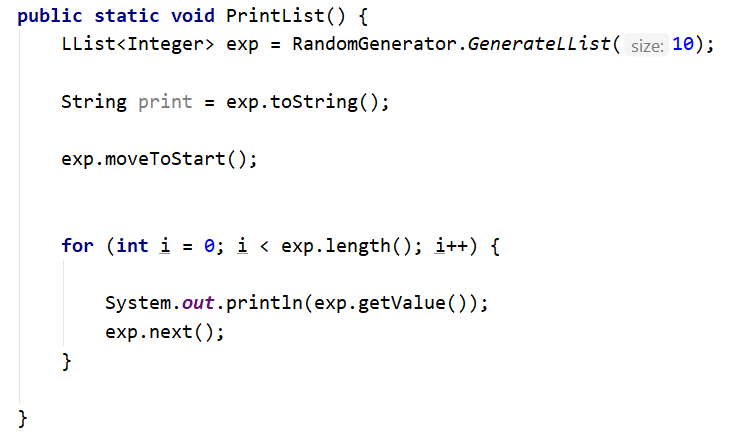 public static void PrintList() {
    LList<Integer> exp = RandomGenerator.GenerateLList( size: 10);

    String print = exp.toString();

    exp.moveToStart();

    for (int i = 0; i < exp.length(); i++) {

        System.out.println(exp.getValue());
        exp.next();
    }

}